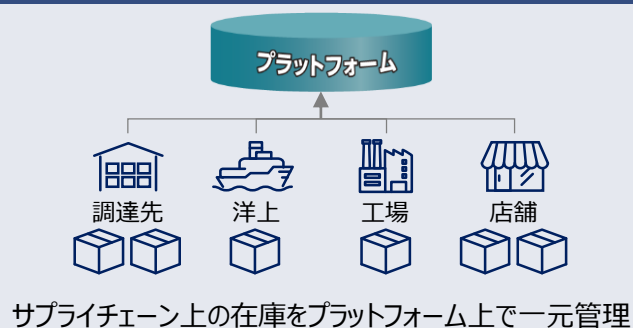 プラットフォーム
調達先 洋上 工場 店舗
サプライチェーン上の在庫をプラットフォーム上で一元管理